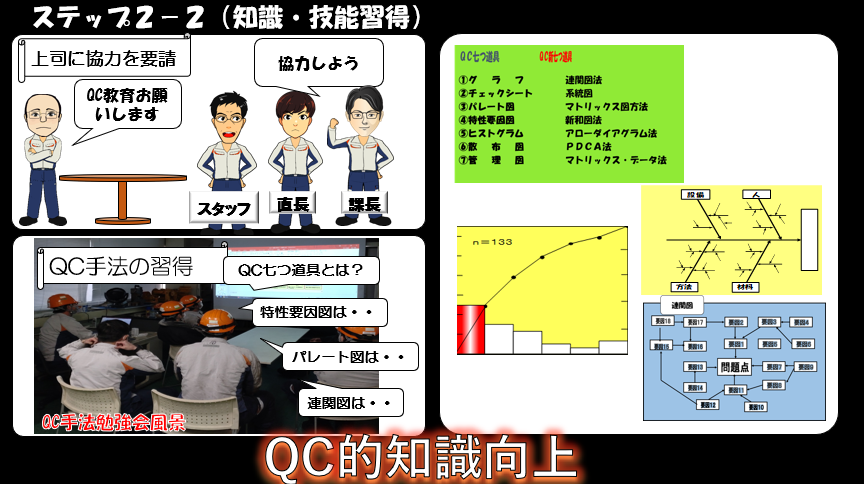 ステップ２－２（知識・技能習得）
上司に協力を要請
協力しよう
QC教育お願
いします
スタッフ
直長
課長
QC手法の習得
QC七つ道具とは？
特性要因図は・・
パレート図は・・
連関図は・・
QC手法勉強会風景
QC七つ道具 QC新七つ道具
①グラフ 連関図法
②チェックシート 系統図
③パレート図 マトリックス図方法
④特性要因図 新和図法
⑤ヒストグラム アローダイアグラム法
⑥散布図 ＰＤＣＡ法
⑦管理図 マトリックス・データ法
n＝133
設備 人
方法 材料
連関図
要因18 要因17 要因2 要因3 要因4
要因15 要因16 要因1 要因5 要因6
要因13 問題点 要因7 要因9
要因14 要因11 要因8
要因12 要因10
QC的知識向上